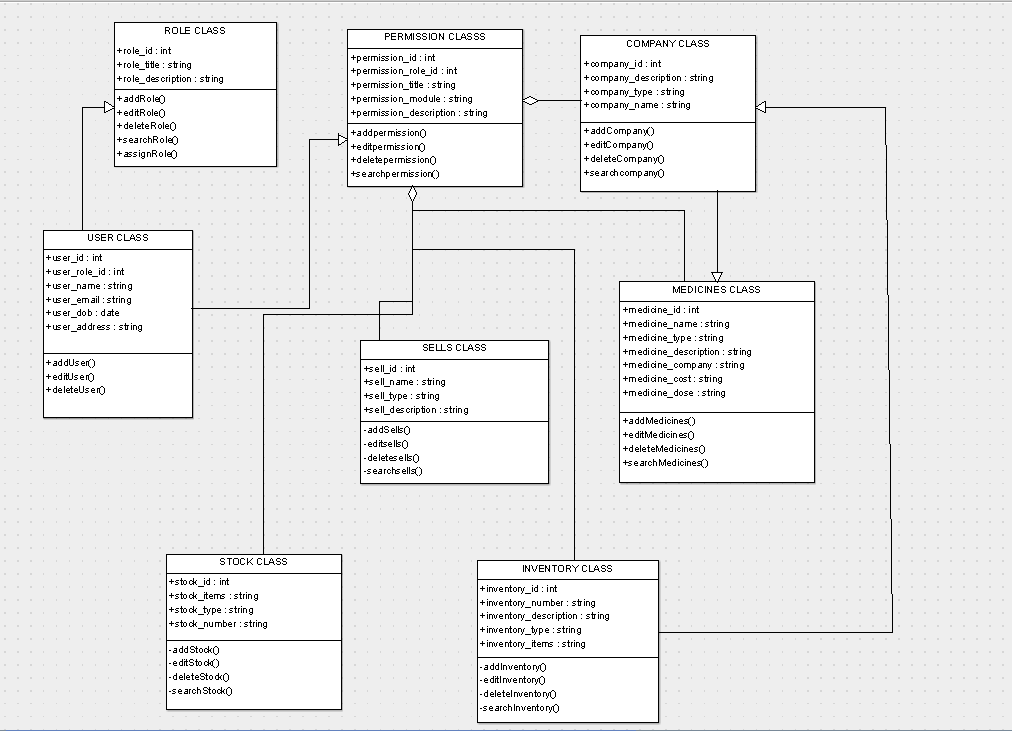 ROLE CLASS
+role_id : int
+role_title : string
+role_description : string
+addRole()
+editRole()
+deleteRole()
+searchRole()
+assignRole()
PERMISSION CLASSS
+permission_id : int
+permission_role_id : int
+permission_title : string
+permission_module : string
+permission_description : string
+addpermission()
+editpermission()
+deletepermission()
+searchpermission()
COMPANY CLASS
+company_id : int
+company_description : string
+company_type : string
+company_name : string
+addCompany()
+editCompany()
+deleteCompany()
+searchcompany()
USER CLASS
+user_id : int
+user_role_id : int
+user_name : string
+user_email : string
+user_dob : date
+user_address : string
+addUser()
+editUser()
+deleteUser()
MEDICINES CLASS
+medicine_id : int
+medicine_name : string
+medicine_type : string
+medicine_description : string
+medicine_company : string
+medicine_cost : string
+medicine_dose : string
+addMedicines()
+editMedicines()
+deleteMedicines()
+searchMedicines()
SELLS CLASS
+sell_id : int
+sell_name : string
+sell_type : string
+sell_description : string
-addSells()
-editsells()
-deletesells()
-searchsells()
STOCK CLASS
+stock_id : int
+stock_items : string
+stock_type : string
+stock_number : string
-addStock()
-editStock()
-deleteStock()
-searchStock()
INVENTORY CLASS
+inventory_id : int
+inventory_number : string
+inventory_description : string
+inventory_type : string
+inventory_items : string
-addInventory()
-editInventory()
-deleteInventory()
-searchInventory()